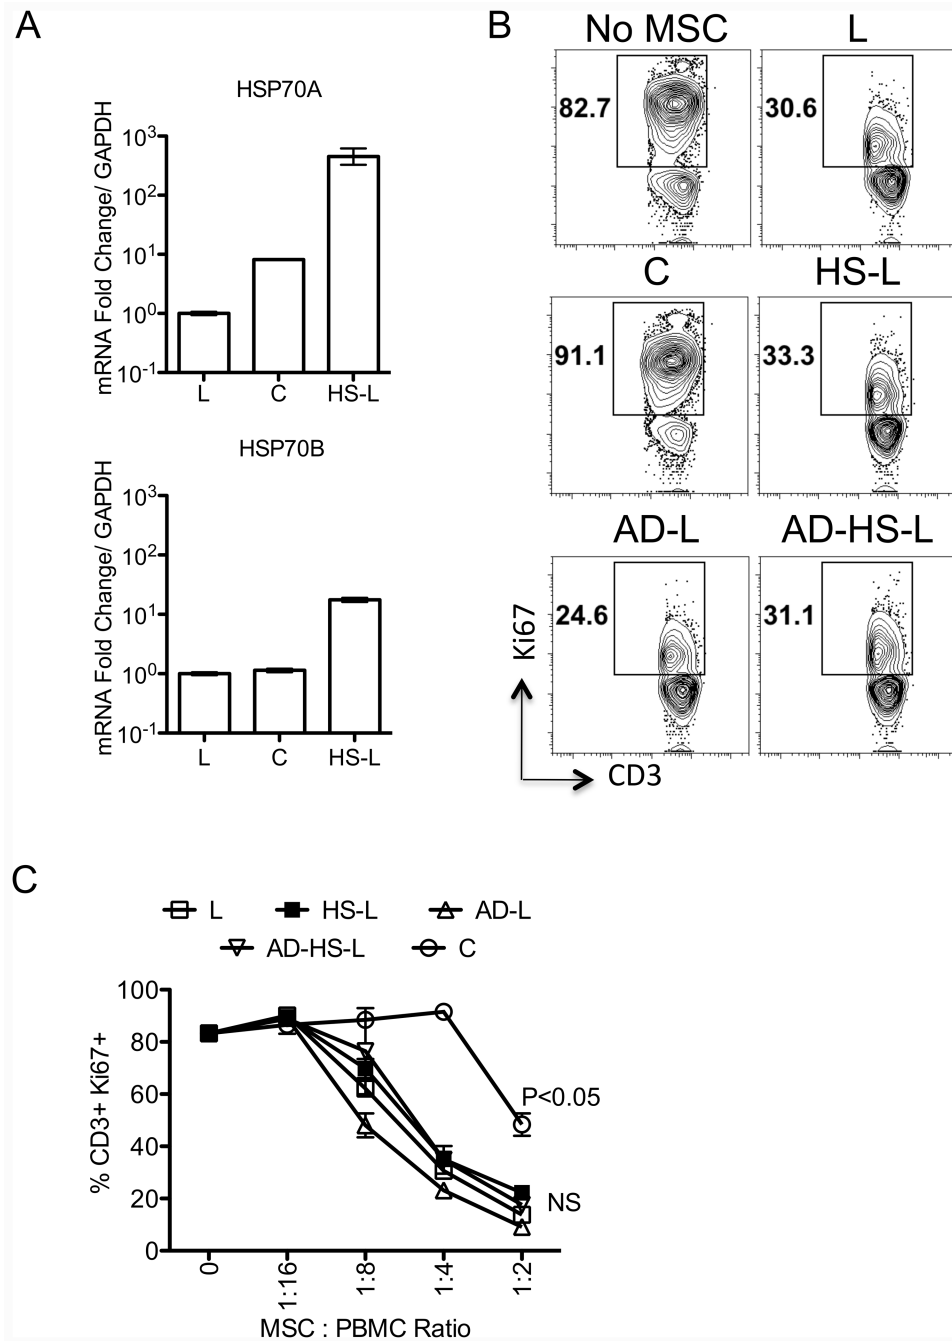 A
HSP70A
mRNA Fold Change/ GAPDH
10³
10²
10¹
10⁰
10⁻¹
L C HS-L
HSP70B
mRNA Fold Change/ GAPDH
10³
10²
10¹
10⁰
10⁻¹
L C HS-L
B
No MSC L
82.7 30.6
C HS-L
91.1 33.3
AD-L AD-HS-L
24.6 31.1
Ki67
CD3
C
L HS-L AD-L
AD-HS-L C
% CD3+ Ki67+
100
80
60
40
20
0
P<0.05
NS
0 1:16 1:8 1:4 1:2
MSC : PBMC Ratio